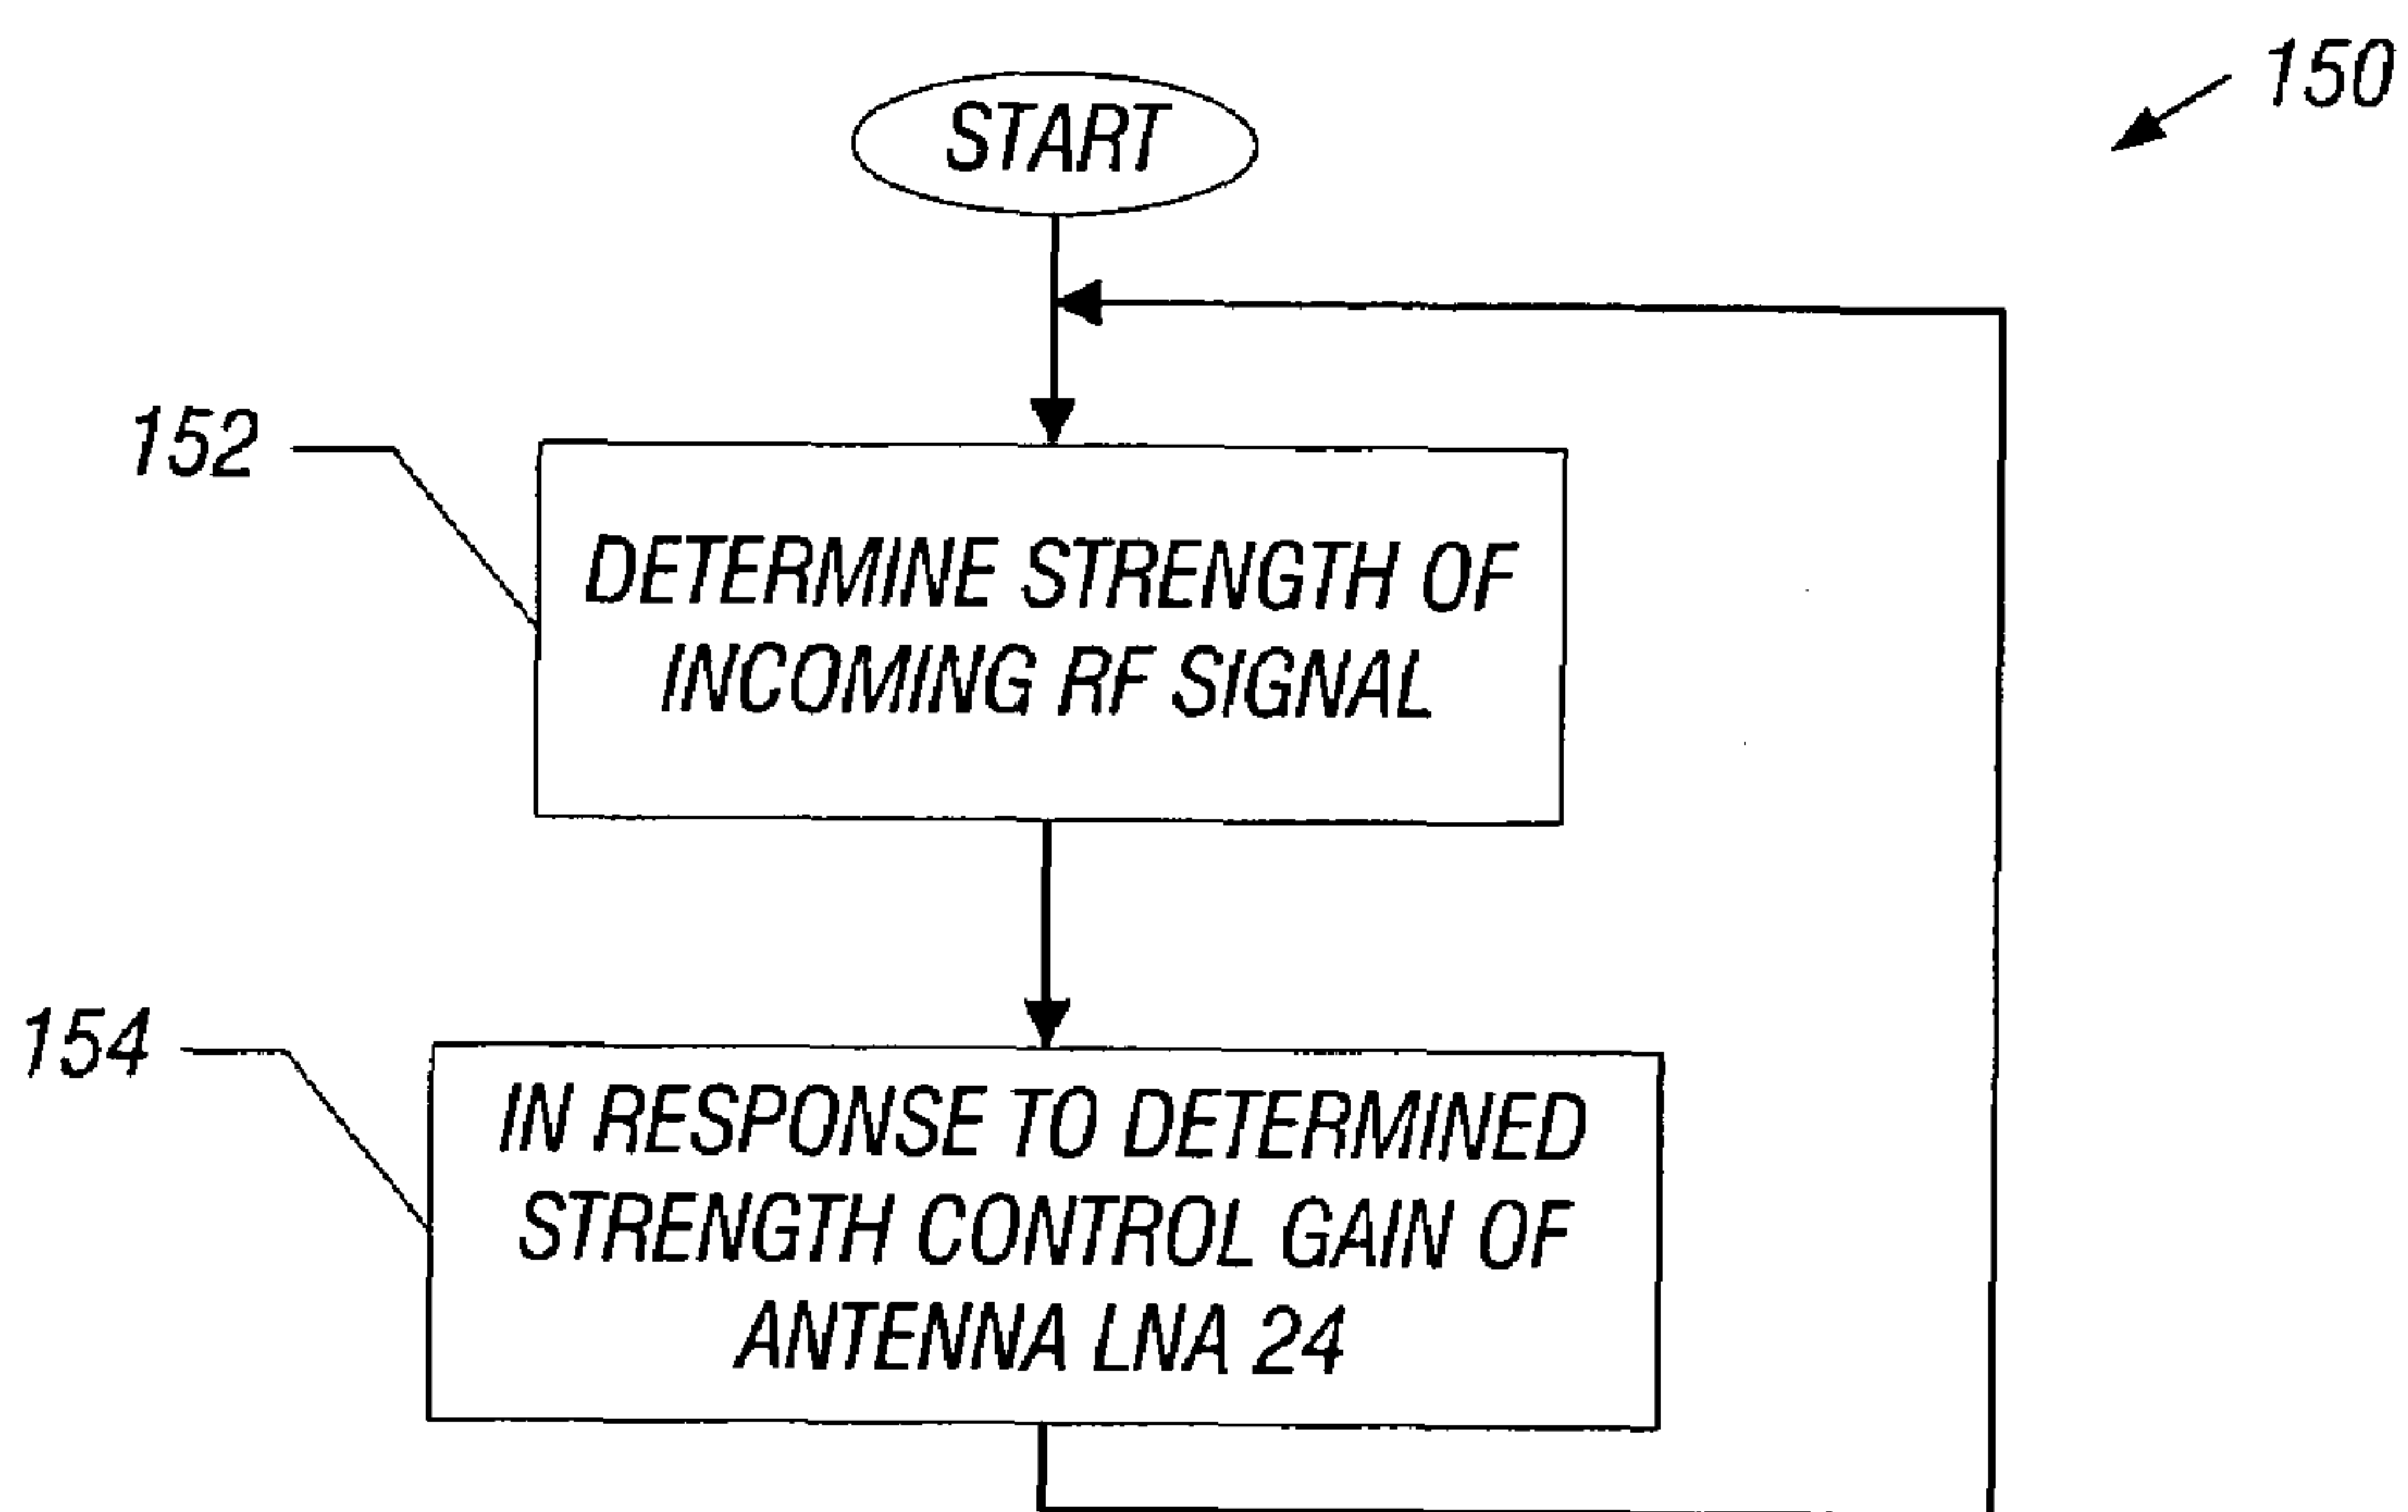 150
START
152
DETERMINE STRENGTH OF
INCOMING RF SIGNAL
154
IN RESPONSE TO DETERMINED
STRENGTH CONTROL GAIN OF
ANTENNA LNA 24